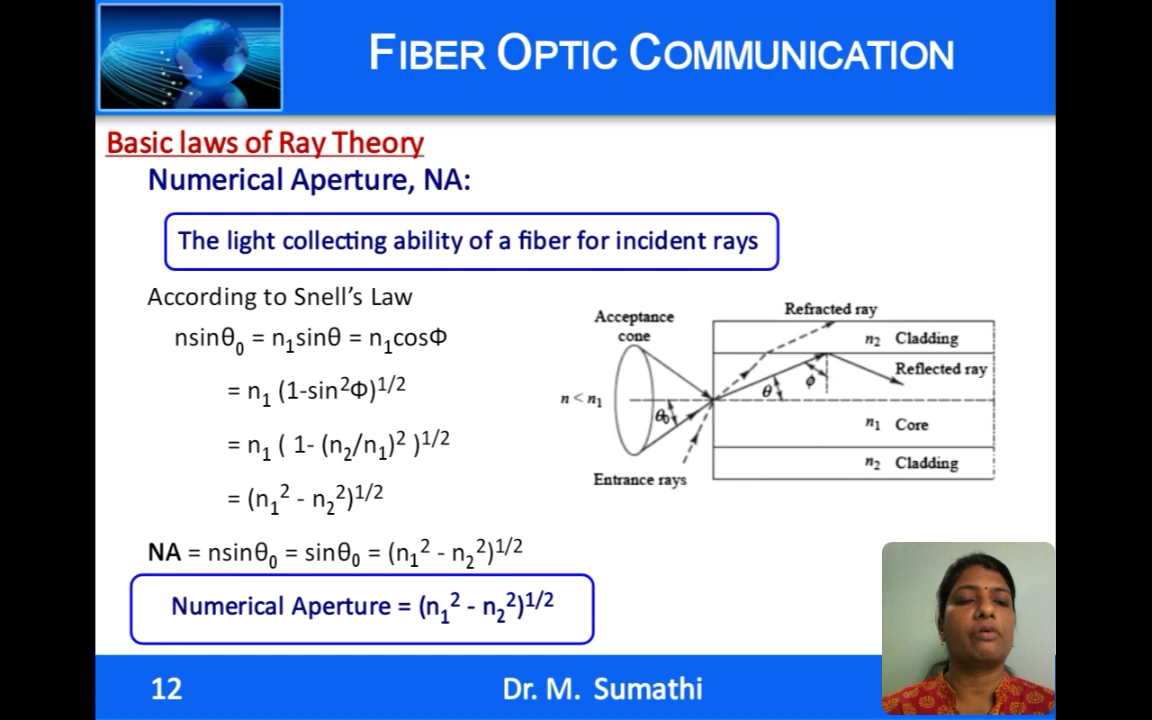 FIBER OPTIC COMMUNICATION
Basic laws of Ray Theory
Numerical Aperture, NA:
The light collecting ability of a fiber for incident rays
According to Snell's Law
nsinθ₀ = n₁sinθ = n₁cosΦ
= n₁ (1-sin²Φ)^1/2
= n₁ ( 1- (n₂/n₁)² )^1/2
= (n₁² - n₂²)^1/2
NA = nsinθ₀ = sinθ₀ = (n₁² - n₂²)^1/2
Numerical Aperture = (n₁² - n₂²)^1/2
Acceptance
cone
n < n₁
θ₀
Entrance rays
Refracted ray
n₂ Cladding
Reflected ray
θ
ϕ
n₁ Core
n₂ Cladding
12
Dr. M. Sumathi